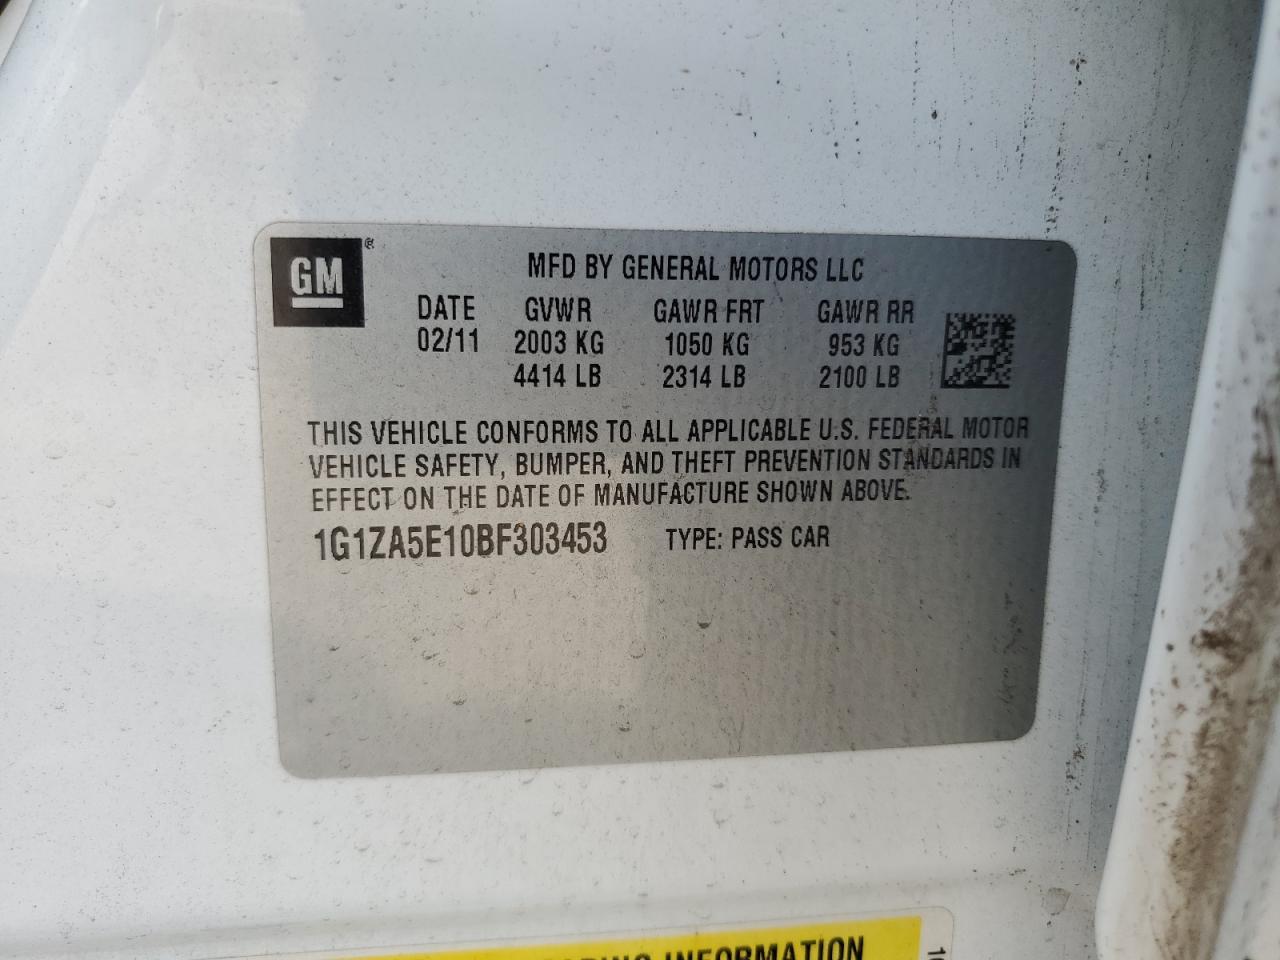 GM ®
MFD BY GENERAL MOTORS LLC
DATE GVWR GAWR FRT GAWR RR
02/11 2003 KG 1050 KG 953 KG
4414 LB 2314 LB 2100 LB
THIS VEHICLE CONFORMS TO ALL APPLICABLE U.S. FEDERAL MOTOR
VEHICLE SAFETY, BUMPER, AND THEFT PREVENTION STANDARDS IN
EFFECT ON THE DATE OF MANUFACTURE SHOWN ABOVE.
1G1ZA5E10BF303453 TYPE: PASS CAR
INFORMATION